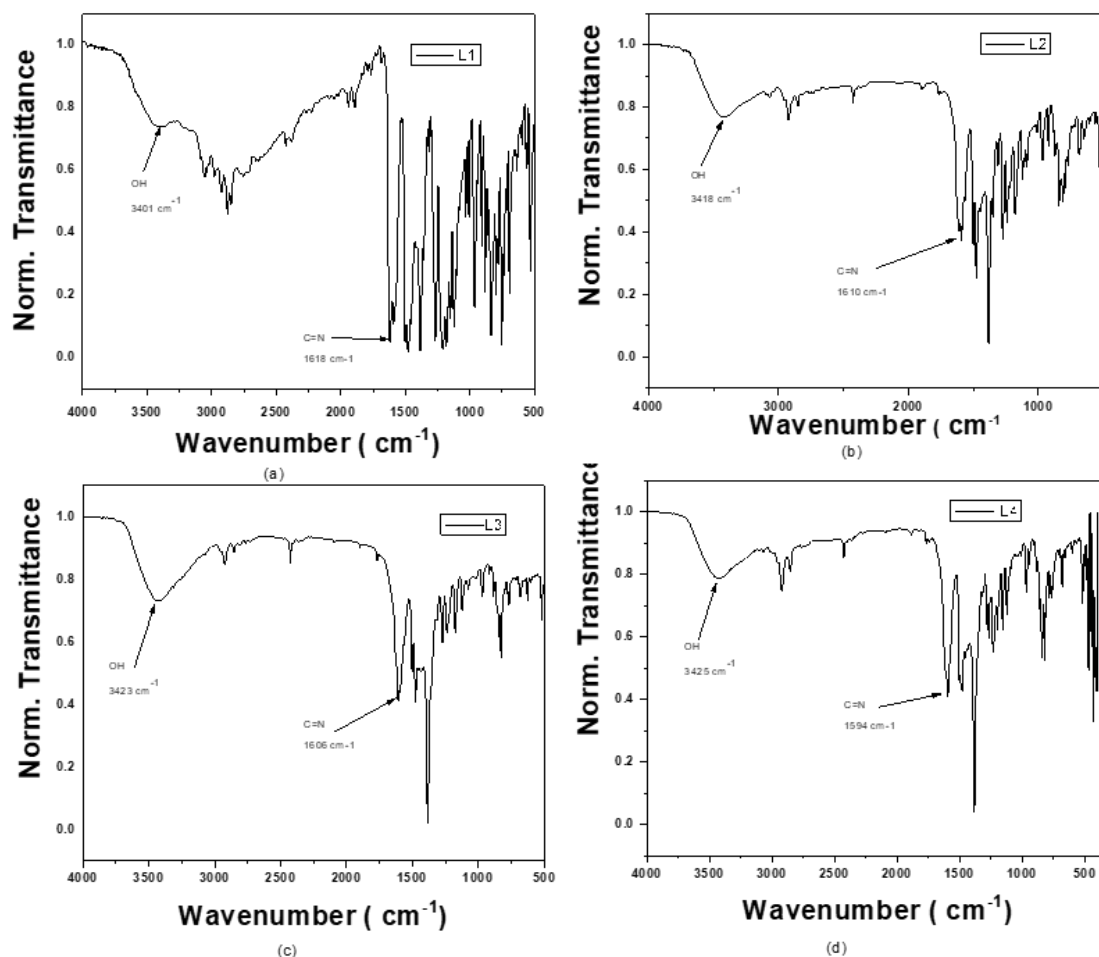 L1
1.0
0.8
0.6
0.4
0.2
0.0
Norm. Transmittance
OH
3401 cm-1
C=N
1618 cm-1
4000 3500 3000 2500 2000 1500 1000 500
Wavenumber ( cm-1)
(a)
L2
1.0
0.8
0.6
0.4
0.2
0.0
Norm. Transmittance
OH
3418 cm-1
C=N
1610 cm-1
4000 3000 2000 1000
Wavenumber ( cm-1
(b)
L3
1.0
0.8
0.6
0.4
0.2
0.0
Norm. Transmittance
OH
3423 cm-1
C=N
1606 cm-1
4000 3500 3000 2500 2000 1500 1000 500
Wavenumber ( cm-1)
(c)
L4
1.0
0.8
0.6
0.4
0.2
0.0
Norm. Transmittance
OH
3425 cm-1
C=N
1594 cm-1
4000 3500 3000 2500 2000 1500 1000 500
Wavenumber ( cm-1)
(d)